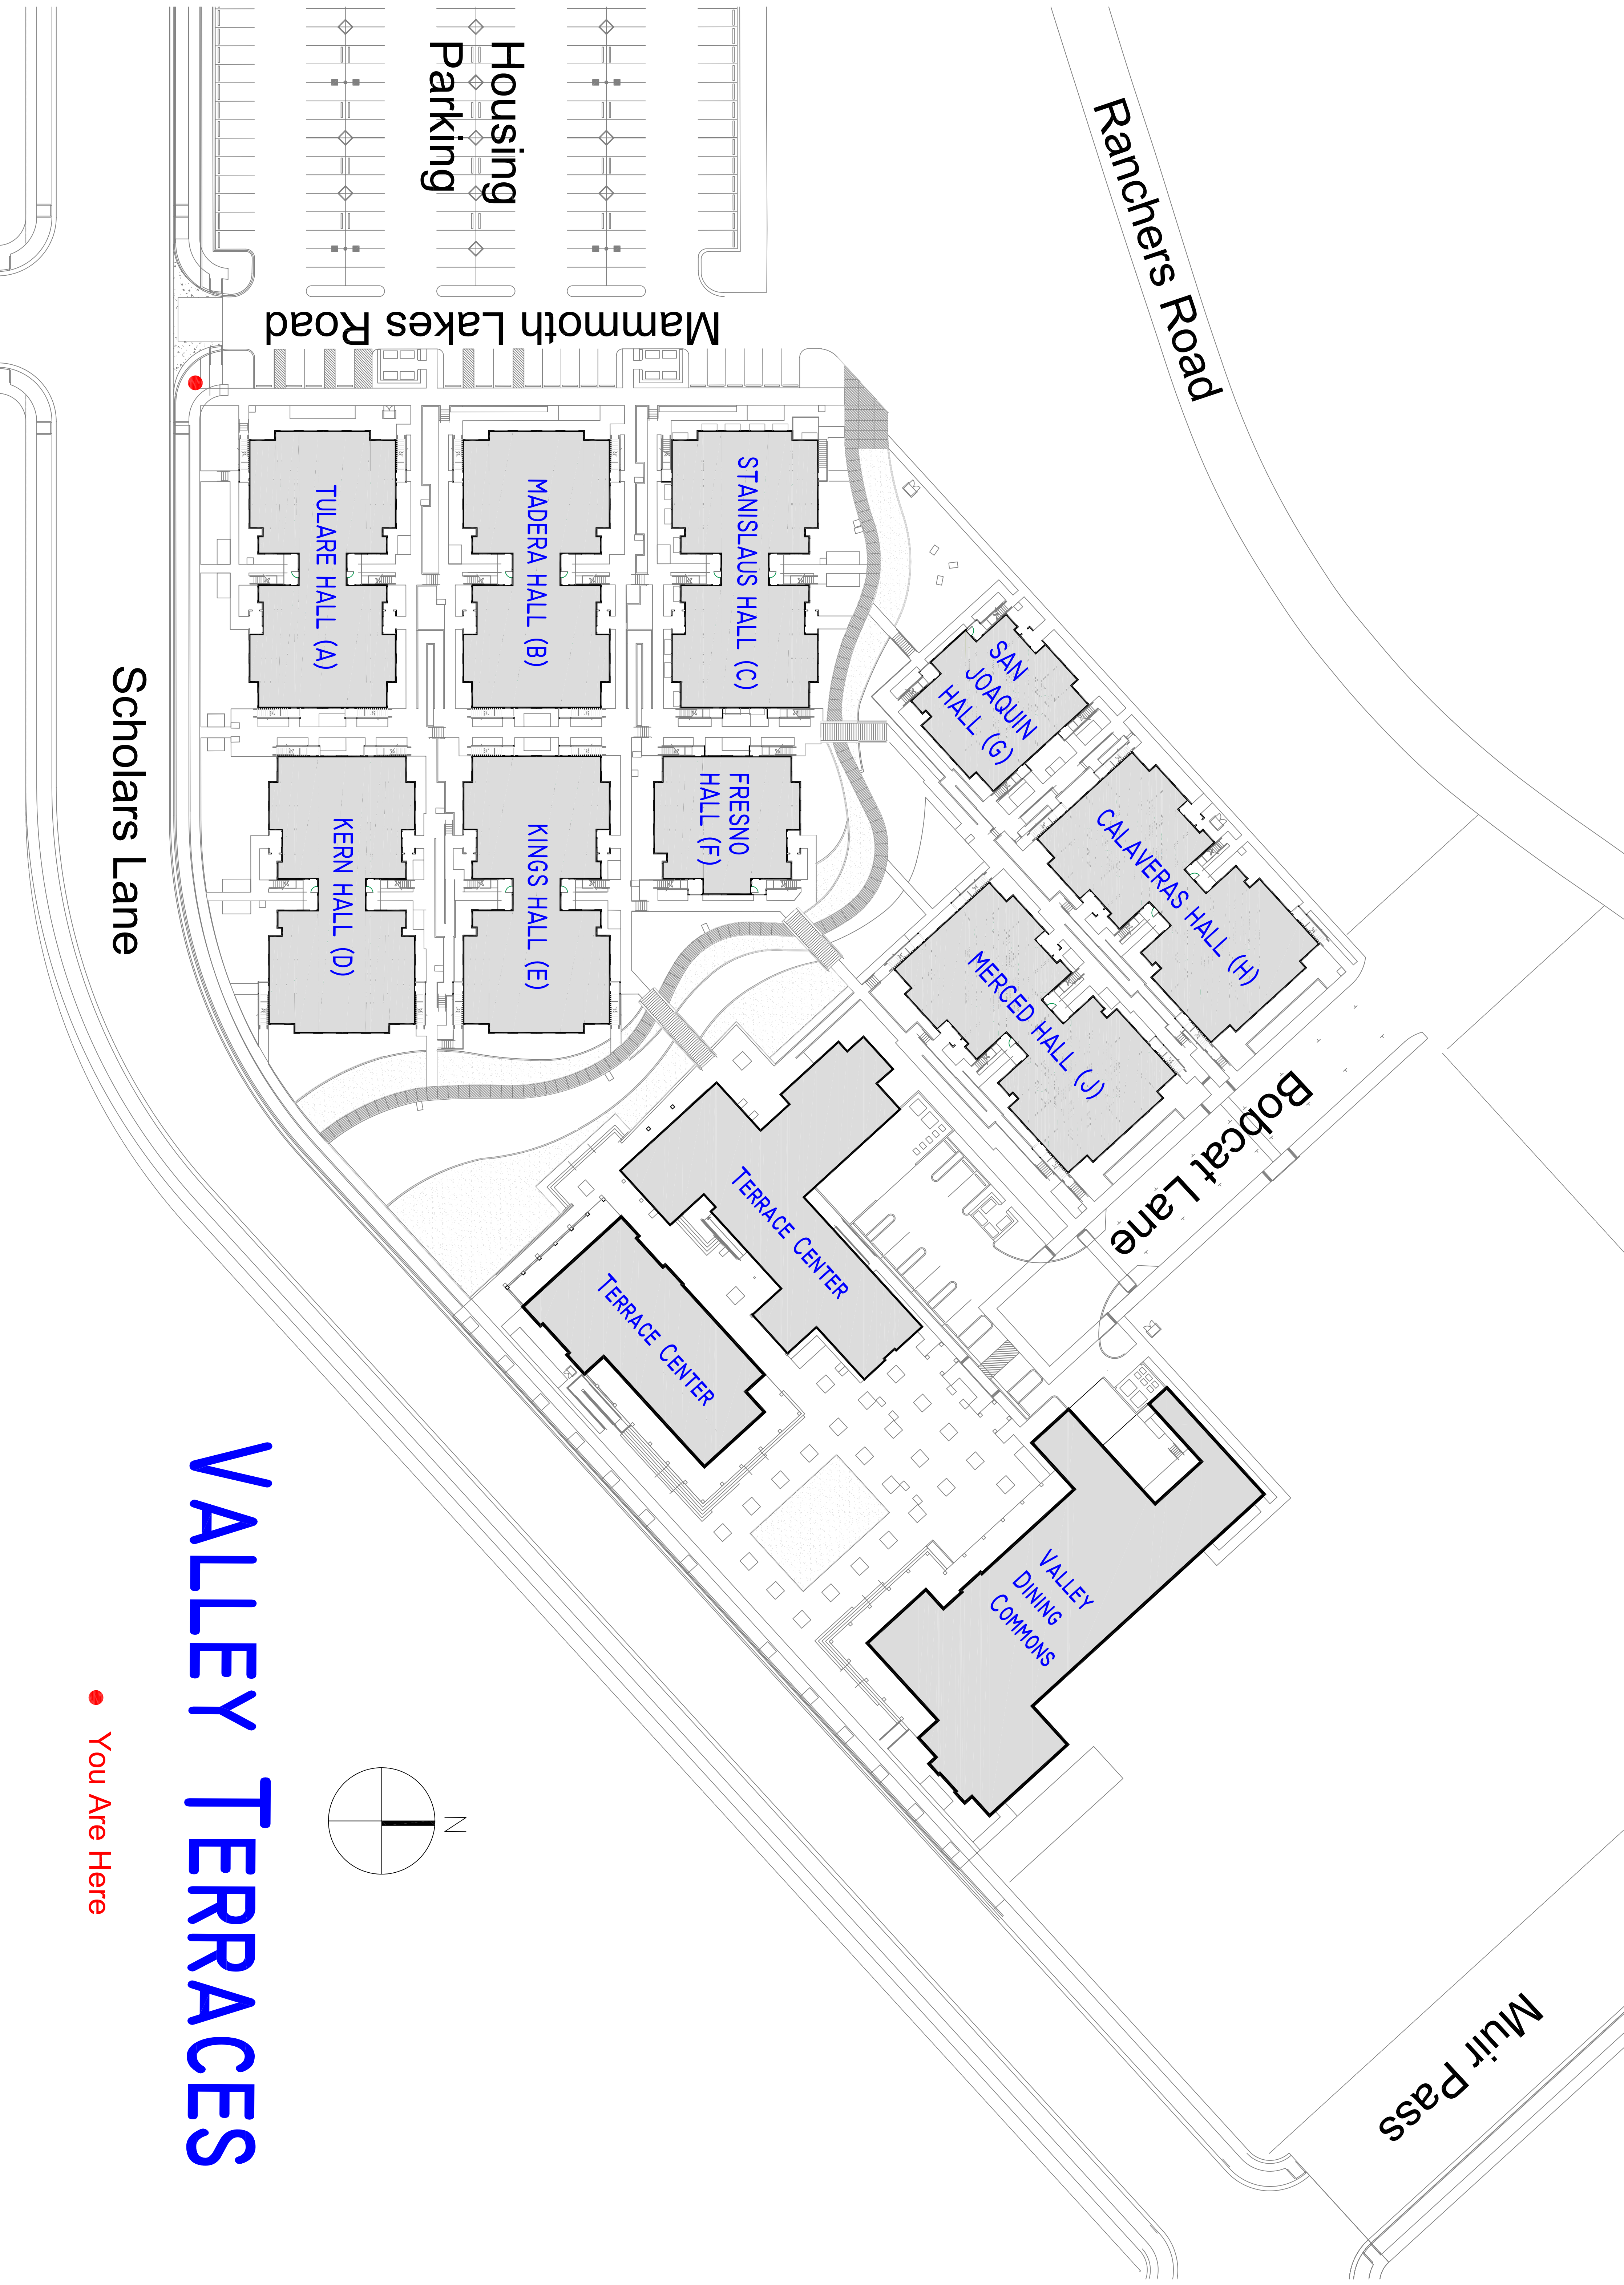 Housing
Parking
Ranchers Road
Mammoth Lakes Road
TULARE HALL (A)
MADERA HALL (B)
STANISLAUS HALL (C)
SAN
JOAQUIN
HALL (G)
Scholars Lane
KERN HALL (D)
KINGS HALL (E)
FRESNO
HALL (F)
CALAVERAS HALL (H)
MERCED HALL (J)
Bobcat Lane
TERRACE CENTER
TERRACE CENTER
VALLEY
DINING
COMMONS
VALLEY TERRACES
You Are Here
N
Muir Pass